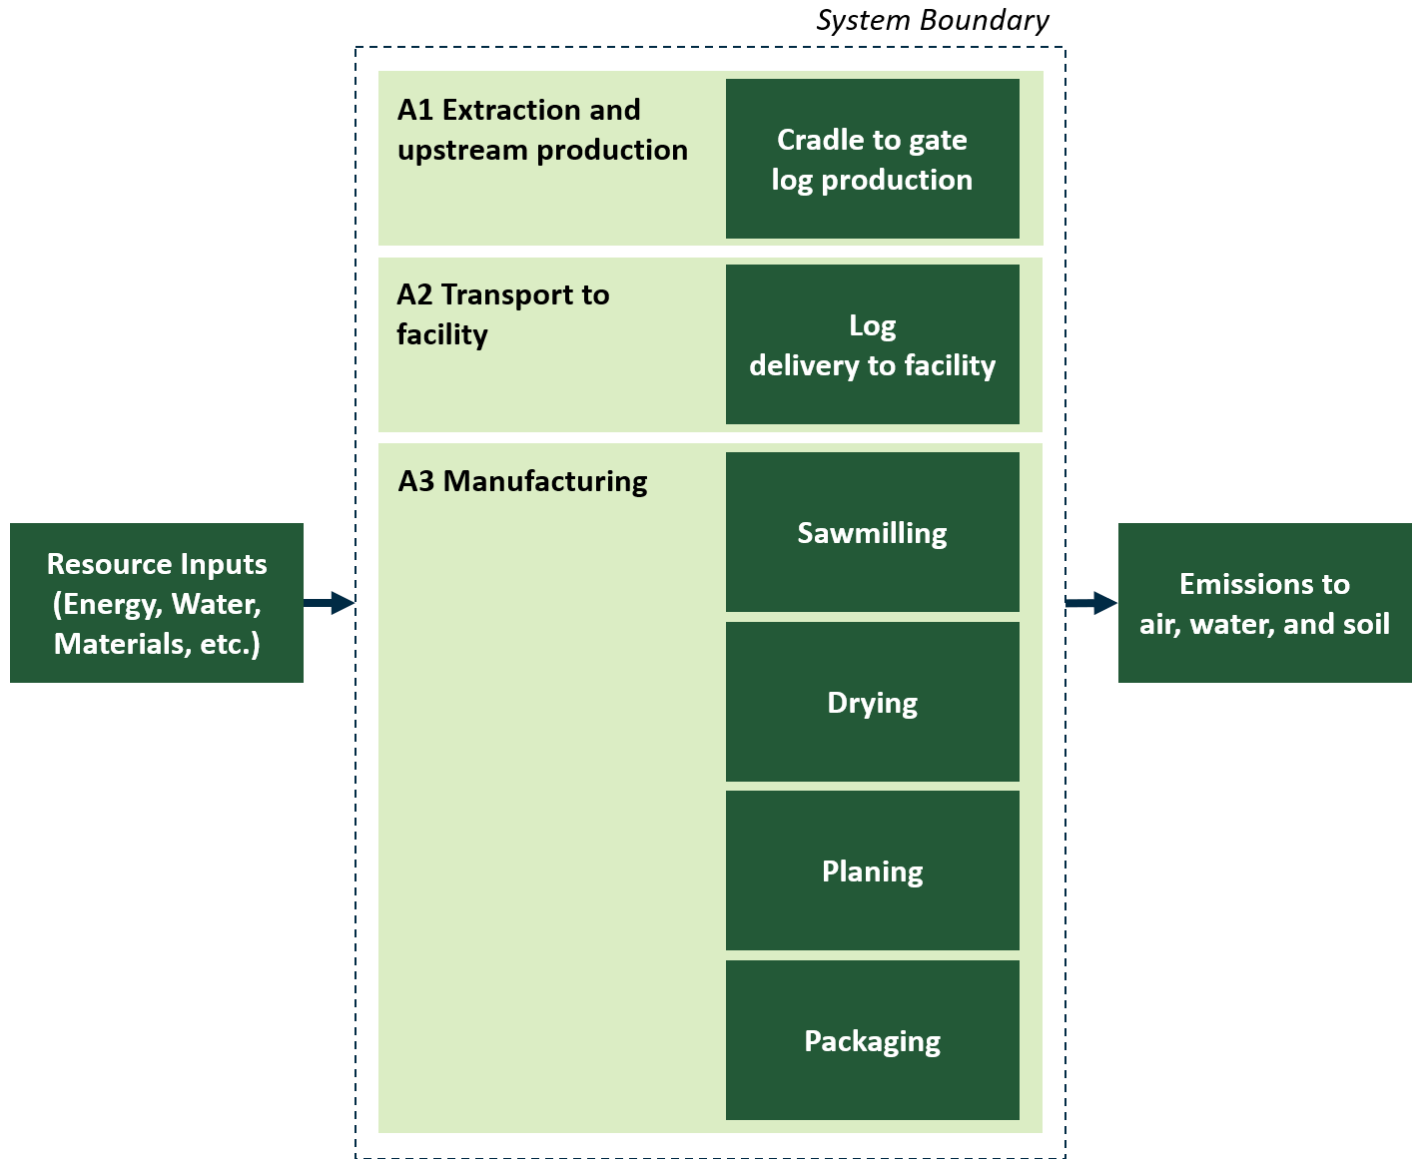 System Boundary
A1 Extraction and
upstream production
Cradle to gate
log production
A2 Transport to
facility
Log
delivery to facility
A3 Manufacturing
Sawmilling
Drying
Planing
Packaging
Resource Inputs
(Energy, Water,
Materials, etc.)
Emissions to
air, water, and soil